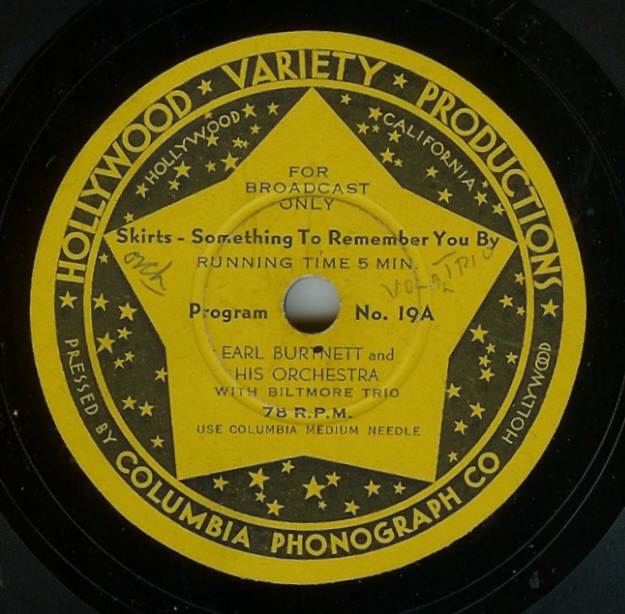 HOLLYWOOD ★ VARIETY ★ PRODUCTIONS
HOLLYWOOD
CALIFORNIA
FOR
BROADCAST
ONLY
Skirts - Something To Remember You By
orch
RUNNING TIME 5 MIN.
TRIO
Program No. 19A
EARL BURTNETT and
HIS ORCHESTRA
WITH BILTMORE TRIO
78 R.P.M.
USE COLUMBIA MEDIUM NEEDLE
PRESSED BY COLUMBIA PHONOGRAPH CO HOLLYWOOD